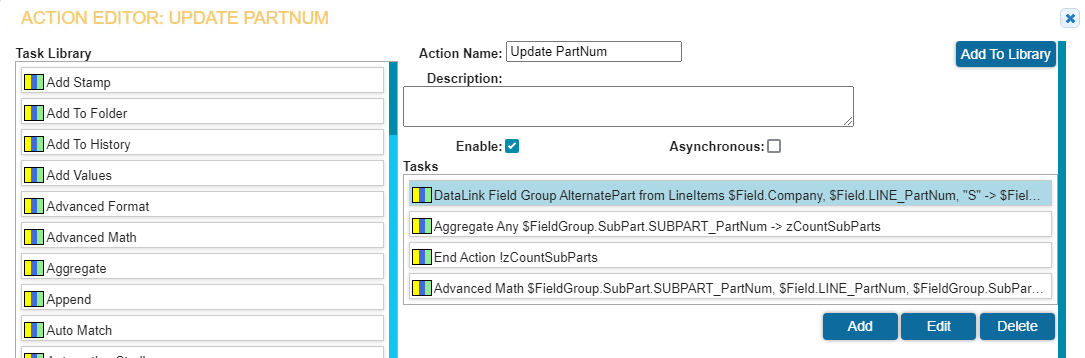 ACTION EDITOR: UPDATE PARTNUM
Task Library
Add Stamp
Add To Folder
Add To History
Add Values
Advanced Format
Advanced Math
Aggregate
Append
Auto Match
Action Name: Update PartNum
Add To Library
Description:
Enable:
Asynchronous:
Tasks
DataLink Field Group AlternatePart from LineItems $Field.Company, $Field.LINE_PartNum, "S" -> $Fiel...
Aggregate Any $FieldGroup.SubPart.SUBPART_PartNum -> zCountSubParts
End Action !zCountSubParts
Advanced Math $FieldGroup.SubPart.SUBPART_PartNum, $Field.LINE_PartNum, $FieldGroup.SubPar...
Add Edit Delete